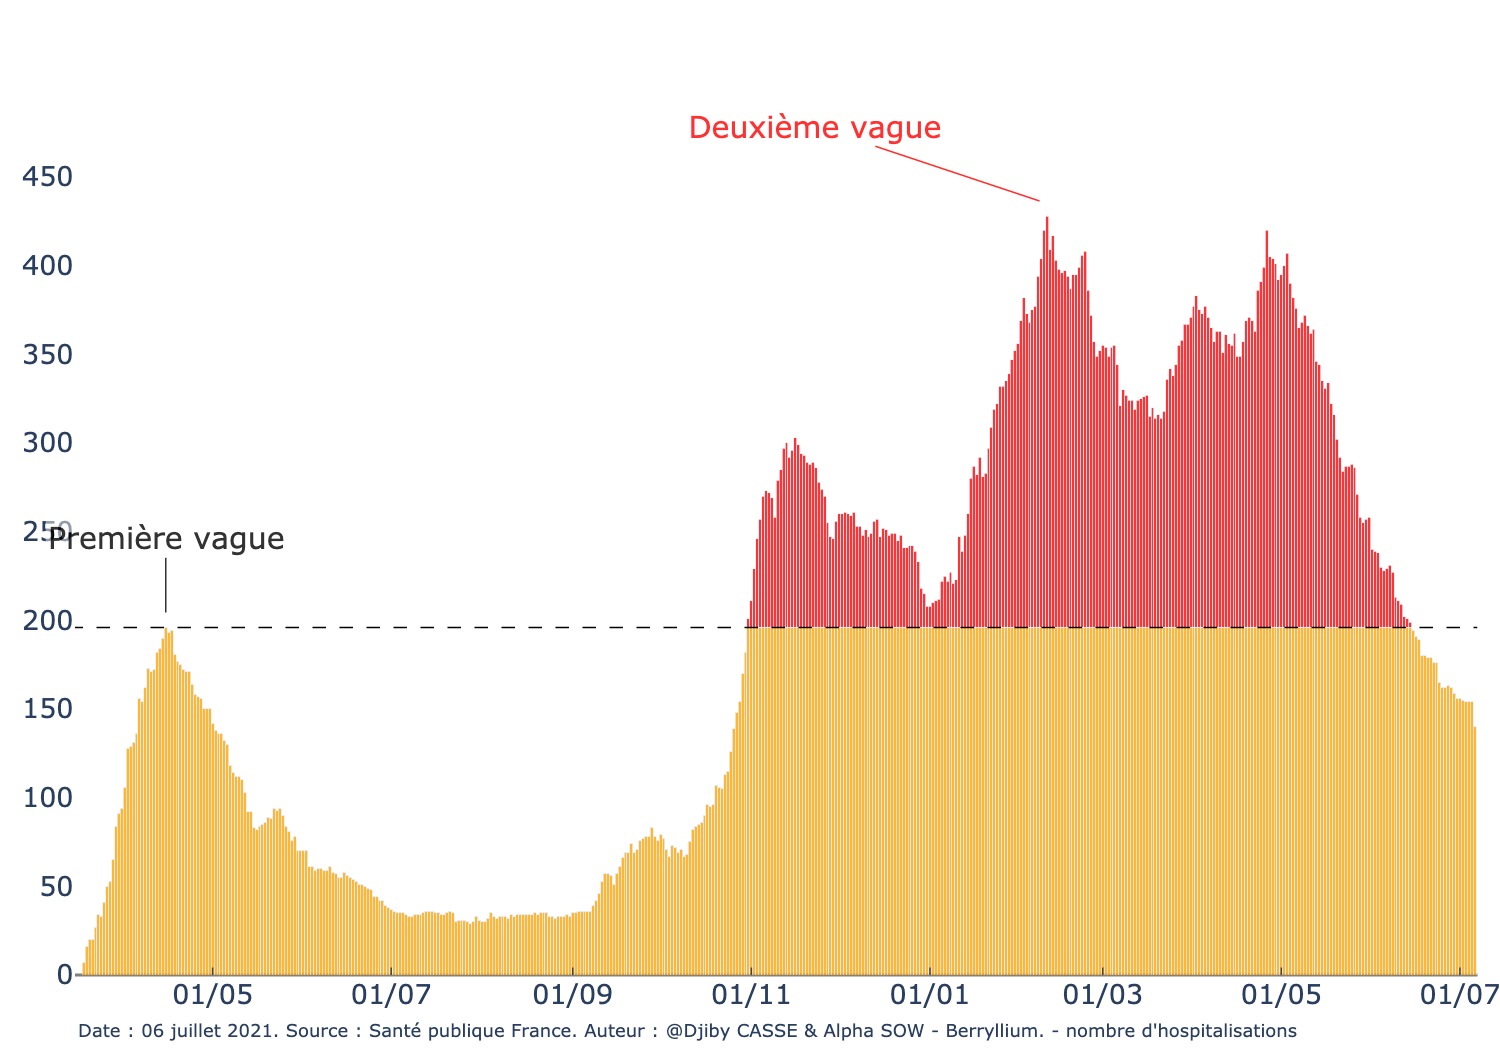 Deuxième vague
450
400
350
300
250
Première vague
200
150
100
50
0
01/05 01/07 01/09 01/11 01/01 01/03 01/05 01/07
Date : 06 juillet 2021. Source : Santé publique France. Auteur : @Djiby CASSE & Alpha SOW - Berryllium. - nombre d'hospitalisations